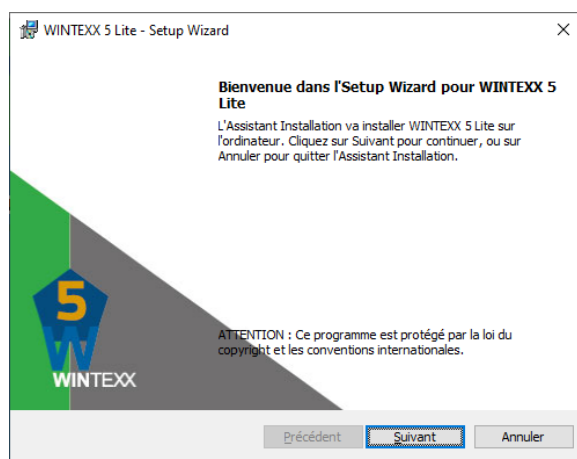 WINTEXX 5 Lite - Setup Wizard
Bienvenue dans l'Setup Wizard pour WINTEXX 5
Lite
L'Assistant Installation va installer WINTEXX 5 Lite sur
l'ordinateur. Cliquez sur Suivant pour continuer, ou sur
Annuler pour quitter l'Assistant Installation.
5
W
WINTEXX
ATTENTION : Ce programme est protégé par la loi du
copyright et les conventions internationales.
Précédent
Suivant
Annuler